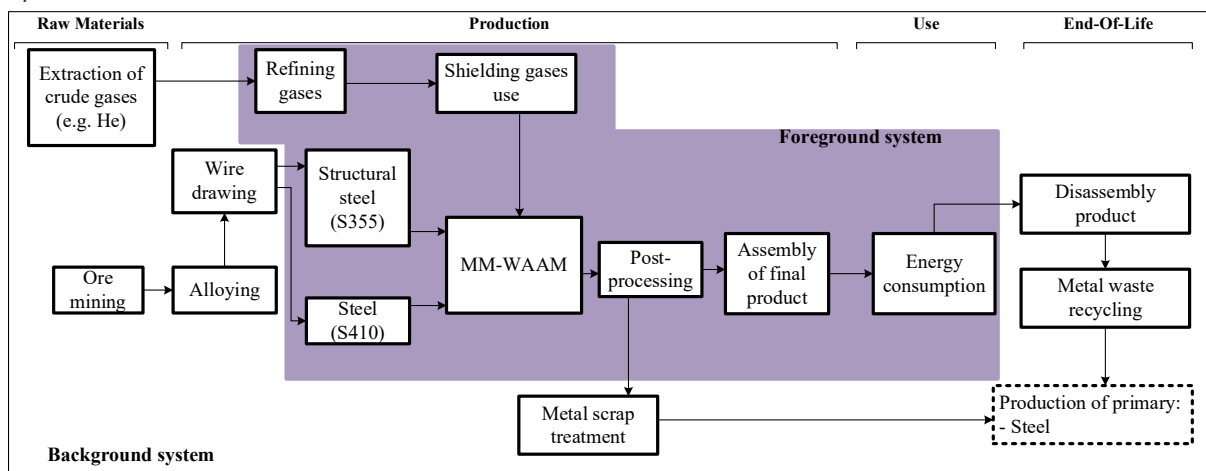 Raw Materials
Production
Use
End-Of-Life
Extraction of
crude gases
(e.g. He)
Refining
gases
Shielding gases
use
Foreground system
Wire
drawing
Structural
steel
(S355)
Disassembly
product
MM-WAAM
Post-
processing
Assembly
of final
product
Energy
consumption
Ore
mining
Alloying
Metal waste
recycling
Steel
(S410)
Metal scrap
treatment
Production of primary:
- Steel
Background system